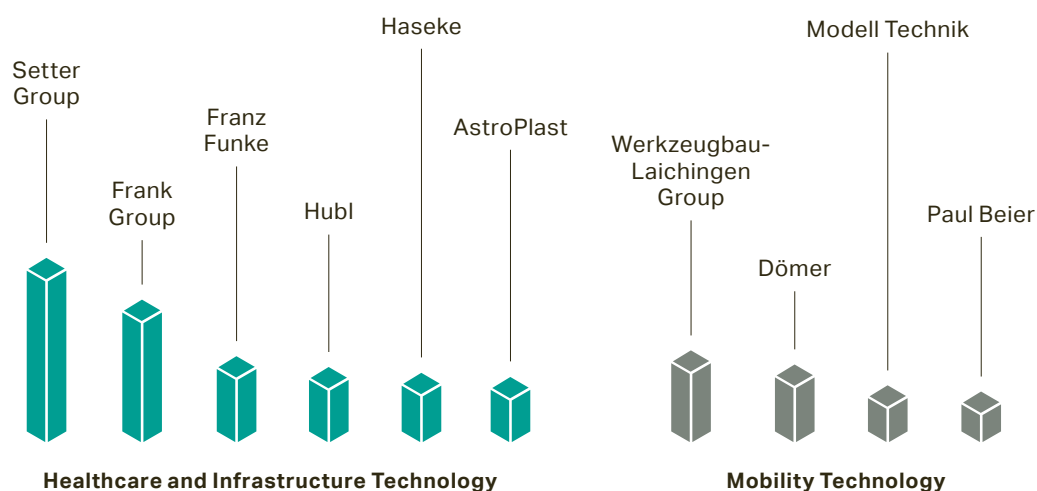 Setter
Group
Frank
Group
Franz
Funke
Hubl
Haseke
AstroPlast
Healthcare and Infrastructure Technology
Werkzeugbau-
Laichingen
Group
Dömer
Modell Technik
Paul Beier
Mobility Technology